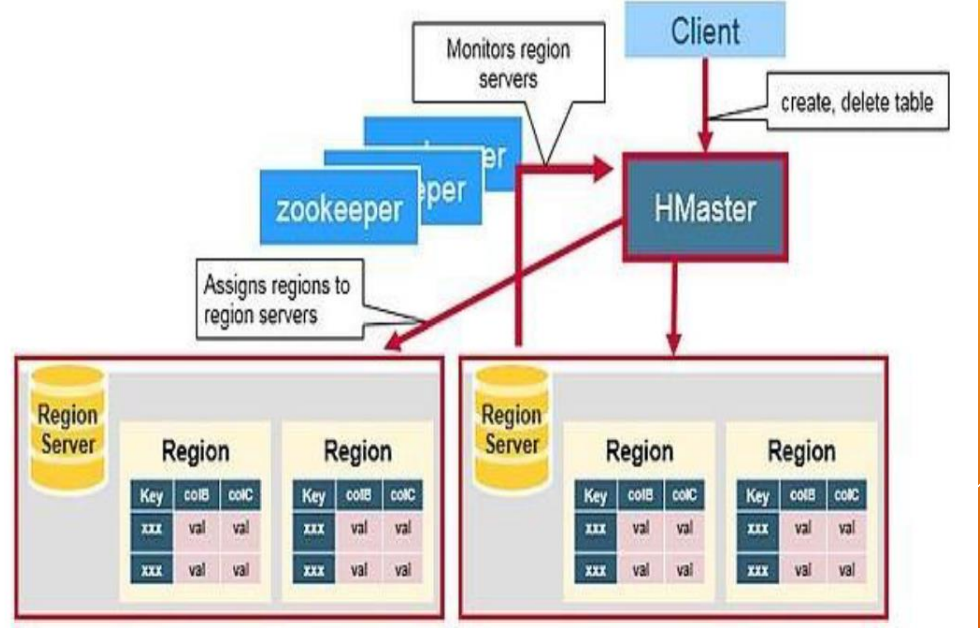 Client
Monitors region
servers
create, delete table
er
eper
zookeeper
HMaster
Assigns regions to
region servers
Region
Server
Region
Key colB colC
xxx val val
xxx val val
Region
Key colB colC
xxx val val
xxx val val
Region
Server
Region
Key colB colC
xxx val val
xxx val val
Region
Key colB colC
xxx val val
xxx val val